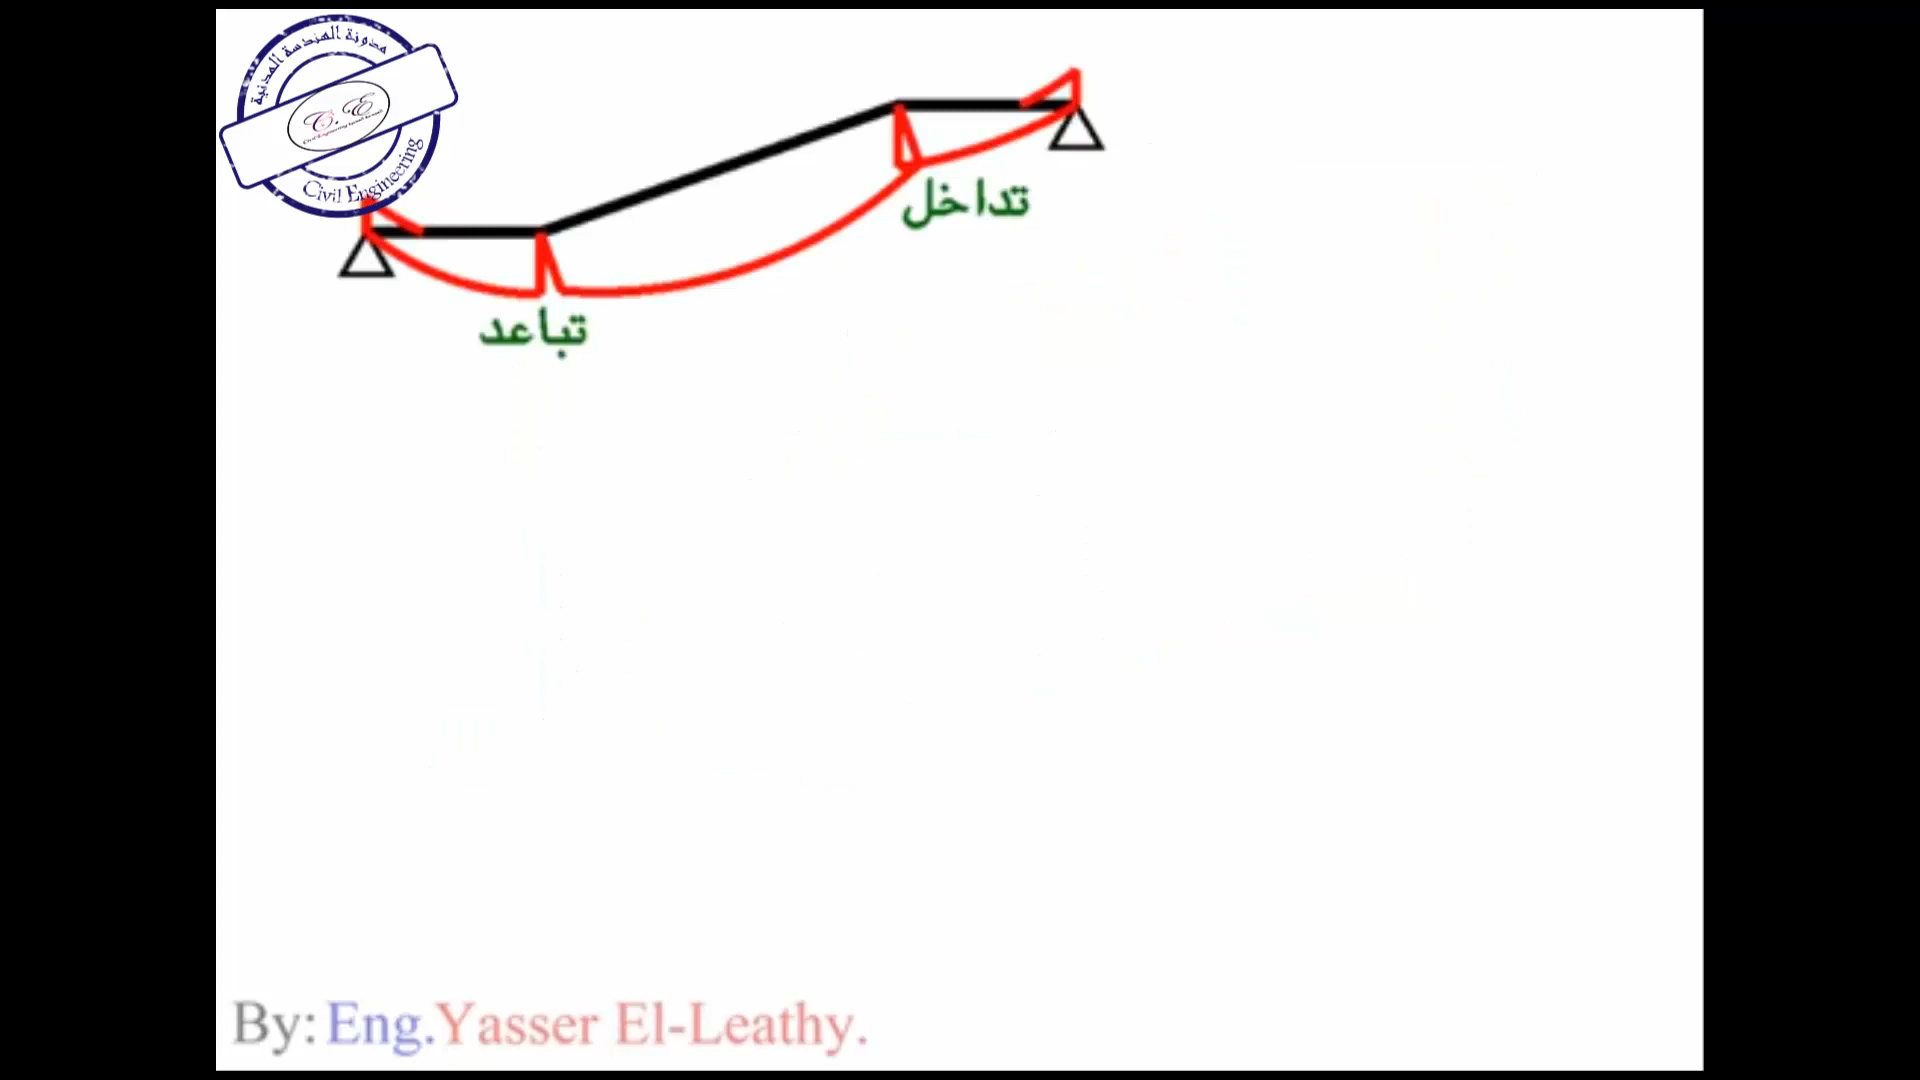 مدونة الهندسة المدنية
C.E
Civil Engineering
تداخل
تباعد
By: Eng.Yasser El-Leathy.